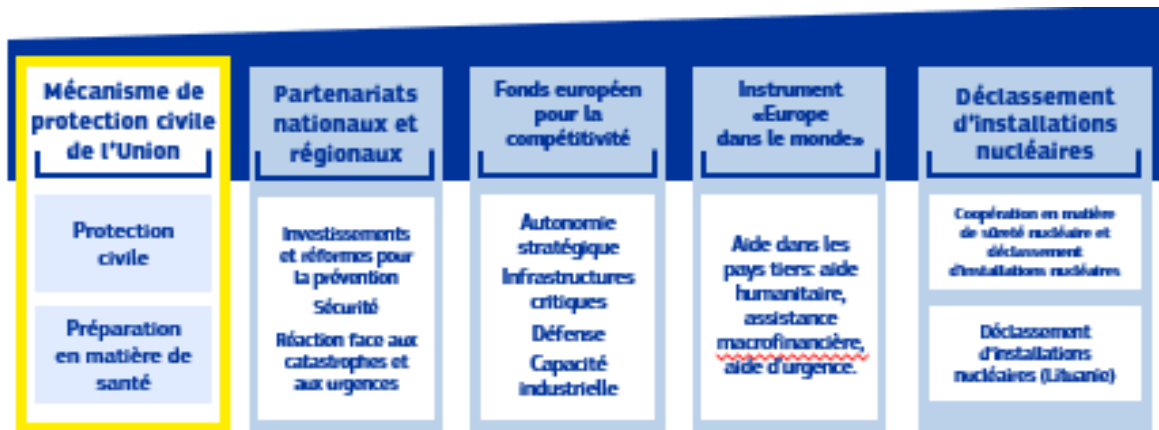 Mécanisme de
protection civile
de l'Union
Protection
civile
Préparation
en matière de
santé
Partenariats
nationaux et
régionaux
Investissements
et réformes pour
la prévention
Sécurité
Réaction face aux
catastrophes et
aux urgences
Fonds européen
pour la
compétitivité
Autonomie
stratégique
Infrastructures
critiques
Défense
Capacité
industrielle
Instrument
«Europe
dans le monde»
Aide dans les
pays tiers: aide
humanitaire,
assistance
macrofinancière,
aide d'urgence.
Déclassement
d'installations
nucléaires
Coopération en matière
de sûreté nucléaire et
déclassement
d'installations nucléaires
Déclassement
d'installations
nucléaires (Lituanie)